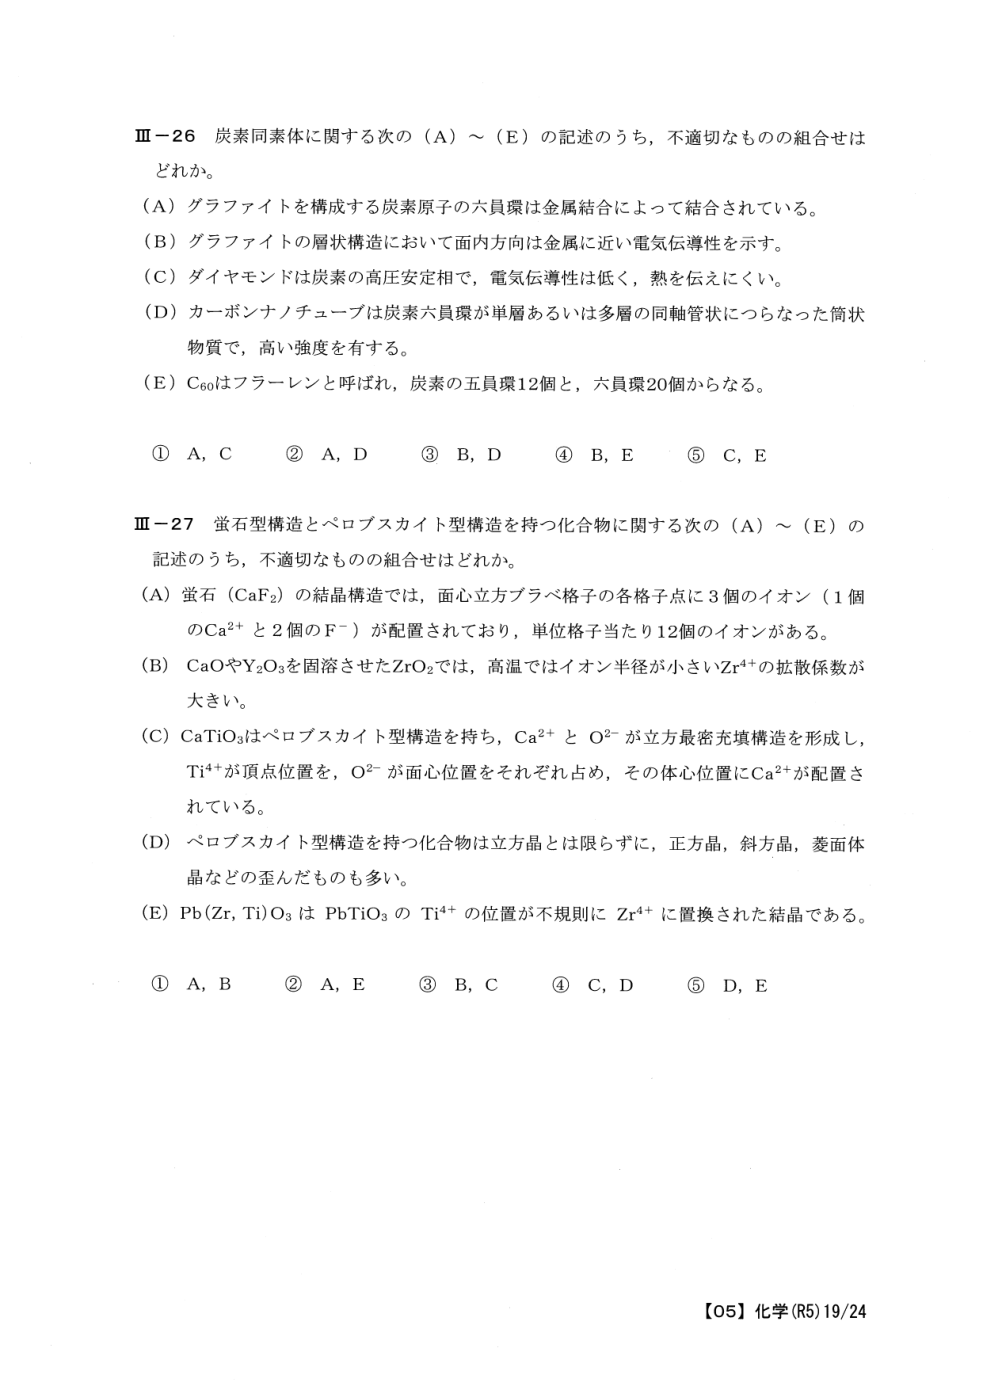 Ⅲ－26　炭素同素体に関する次の（A）～（E）の記述のうち，不適切なものの組合せは
どれか。
（A）グラファイトを構成する炭素原子の六員環は金属結合によって結合されている。
（B）グラファイトの層状構造において面内方向は金属に近い電気伝導性を示す。
（C）ダイヤモンドは炭素の高圧安定相で，電気伝導性は低く，熱を伝えにくい。
（D）カーボンナノチューブは炭素六員環が単層あるいは多層の同軸管状につらなった筒状
物質で，高い強度を有する。
（E）C₆₀はフラーレンと呼ばれ，炭素の五員環12個と，六員環20個からなる。
①　A，C　②　A，D　③　B，D　④　B，E　⑤　C，E
Ⅲ－27　蛍石型構造とペロブスカイト型構造を持つ化合物に関する次の（A）～（E）の
記述のうち，不適切なものの組合せはどれか。
（A）蛍石（CaF₂）の結晶構造では，面心立方ブラベ格子の各格子点に３個のイオン（１個
のCa²⁺ と２個のF⁻）が配置されており，単位格子当たり12個のイオンがある。
（B）CaOやY₂O₃を固溶させたZrO₂では，高温ではイオン半径が小さいZr⁴⁺の拡散係数が
大きい。
（C）CaTiO₃はペロブスカイト型構造を持ち，Ca²⁺ と O²⁻ が立方最密充填構造を形成し，
Ti⁴⁺が頂点位置を，O²⁻ が面心位置をそれぞれ占め，その体心位置にCa²⁺が配置さ
れている。
（D）ペロブスカイト型構造を持つ化合物は立方晶とは限らずに，正方晶，斜方晶，菱面体
晶などの歪んだものも多い。
（E）Pb(Zr, Ti)O₃ は PbTiO₃ の Ti⁴⁺ の位置が不規則に Zr⁴⁺ に置換された結晶である。
①　A，B　②　A，E　③　B，C　④　C，D　⑤　D，E
【05】化学(R5)19/24